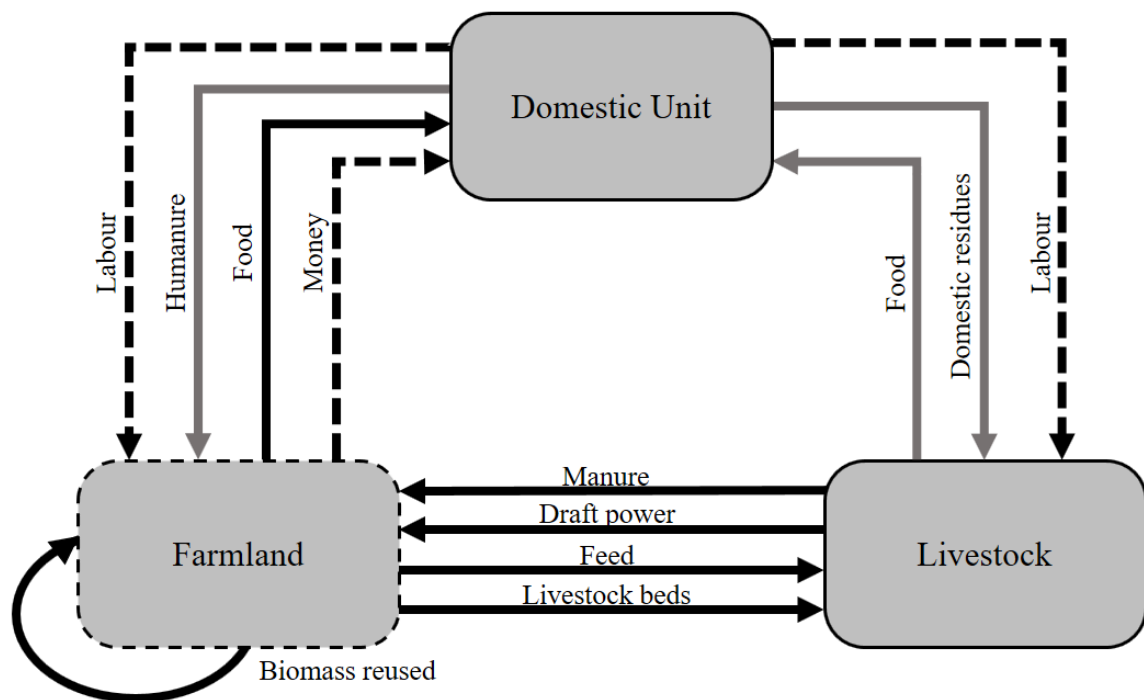 Domestic Unit
Labour
Humanure
Food
Money
Food
Domestic residues
Labour
Manure
Draft power
Feed
Livestock beds
Farmland
Livestock
Biomass reused